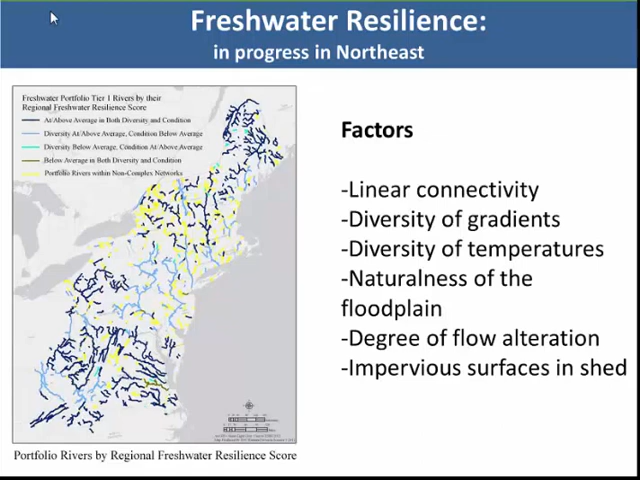 Freshwater Resilience:
in progress in Northeast
Freshwater Portfolio Tier 1 Rivers by their
Regional Freshwater Resilience Score
At/Above Average in Both Diversity and Condition
Diversity At/Above Average, Condition Below Average
Diversity Below Average, Condition At/Above Average
Below Average in Both Diversity and Condition
Portfolio Rivers within Non-Complex Networks
Factors
-Linear connectivity
-Diversity of gradients
-Diversity of temperatures
-Naturalness of the
floodplain
-Degree of flow alteration
-Impervious surfaces in shed
Portfolio Rivers by Regional Freshwater Resilience Score